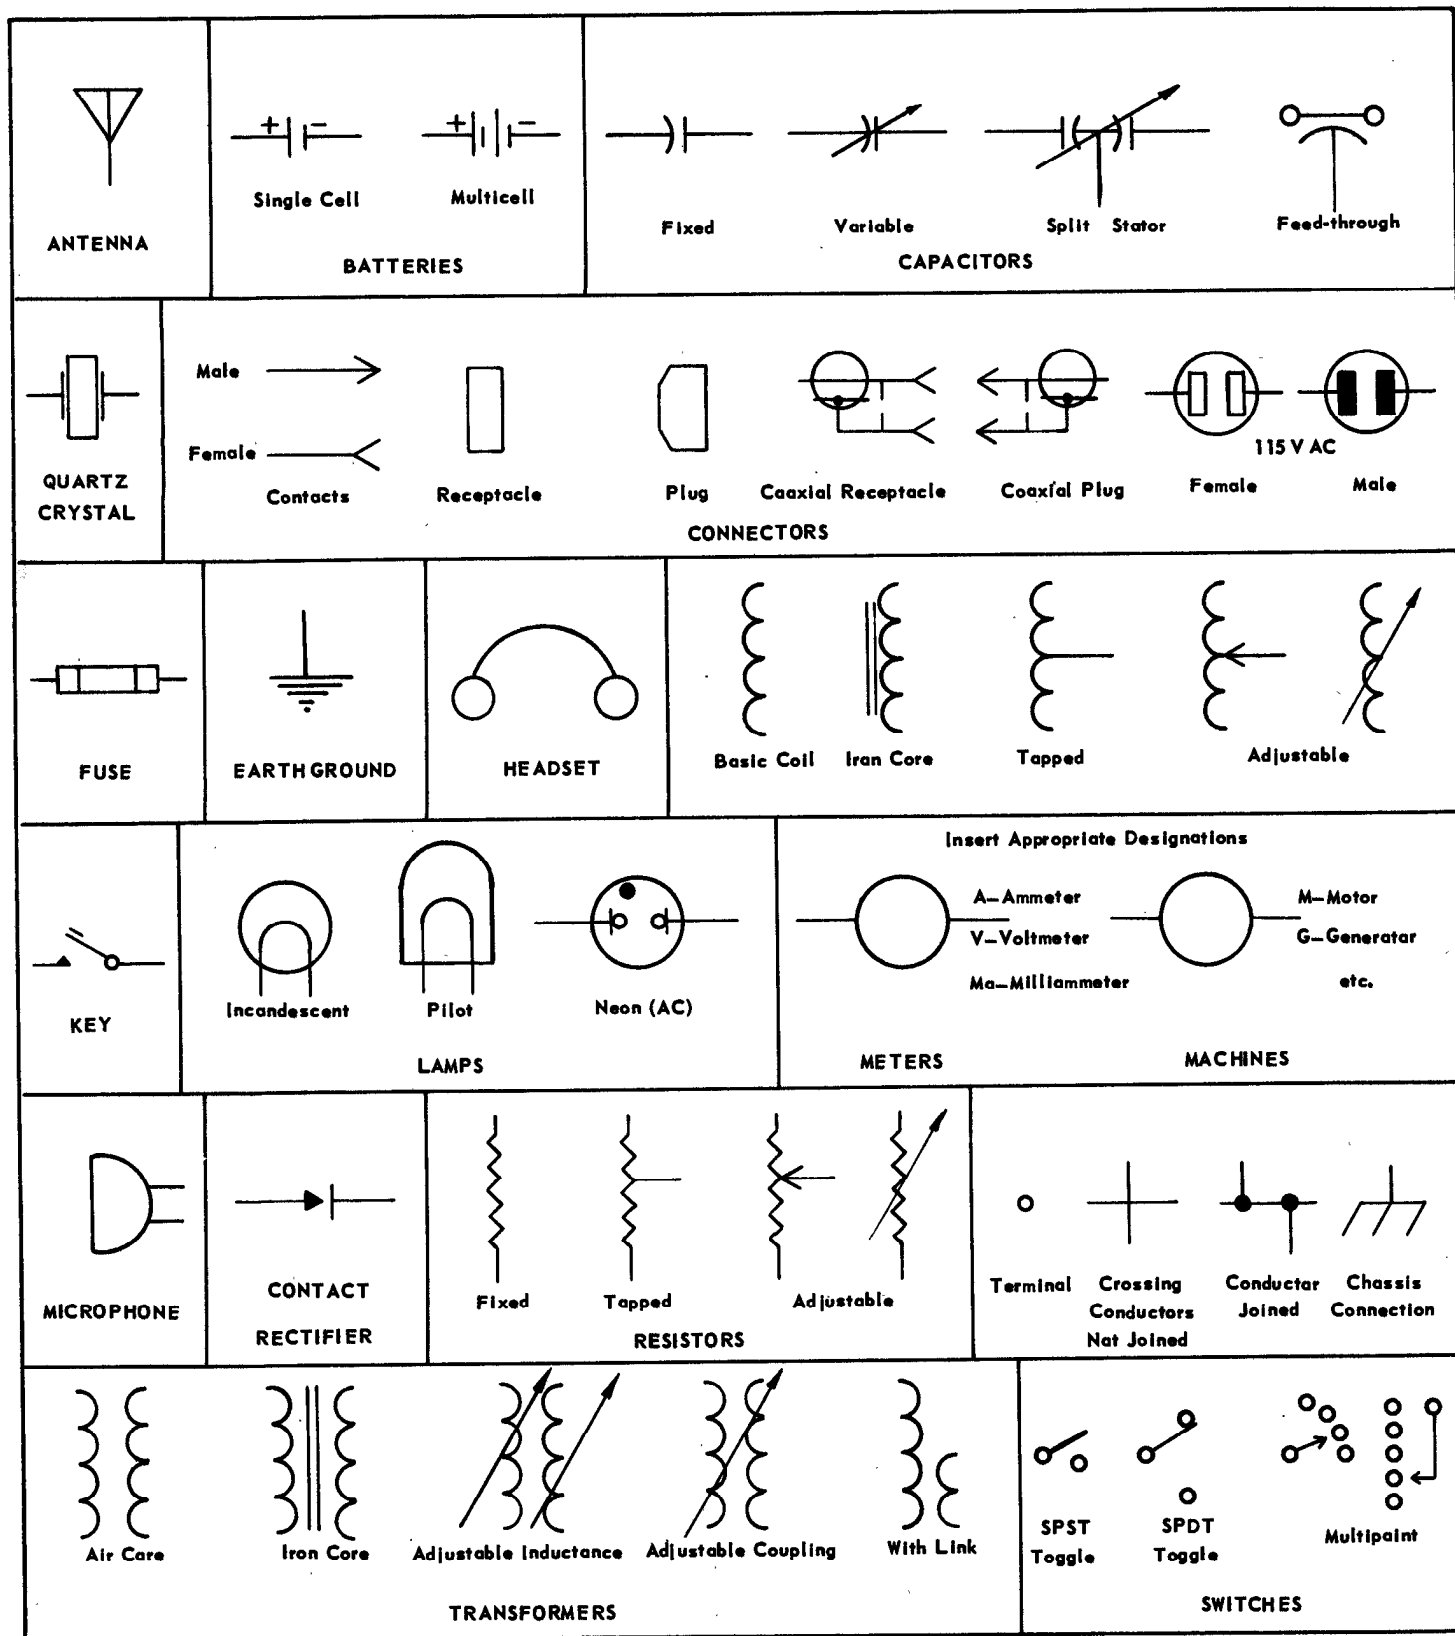 ANTENNA
+ -
Single Cell
+ -
Multicell
BATTERIES
Fixed
Variable
Split Stator
Feed-through
CAPACITORS
QUARTZ
CRYSTAL
Male
Female
Contacts
Receptacle
Plug
Caaxial Receptacle
Coaxial Plug
115 V AC
Female
Male
CONNECTORS
FUSE
EARTH GROUND
HEADSET
Basic Coil
Iran Core
Tapped
Adjustable
KEY
Incandescent
Pilot
Neon (AC)
LAMPS
Insert Appropriate Designations
A-Ammeter
V-Voltmeter
Ma-Milliammeter
METERS
M-Motor
G-Generatar
etc.
MACHINES
MICROPHONE
CONTACT
RECTIFIER
Fixed
Tapped
Adjustable
RESISTORS
Terminal
Crossing
Conductors
Nat Joined
Conductar
Joined
Chassis
Connection
Air Care
Iron Core
Adjustable Inductance
Adjustable Coupling
With Link
TRANSFORMERS
SPST
Toggle
SPDT
Toggle
Multipaint
SWITCHES